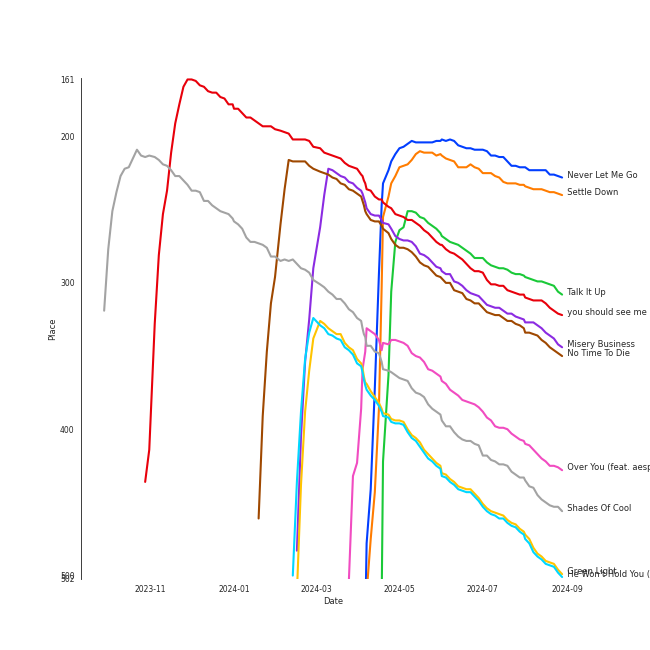 161
200
300
400
500
502
Place
2023-11
2024-01
2024-03
2024-05
2024-07
2024-09
Date
Never Let Me Go
Settle Down
Talk It Up
you should see me
Misery Business
No Time To Die
Over You (feat. aesp
Shades Of Cool
Green Light
He Won't Hold You (